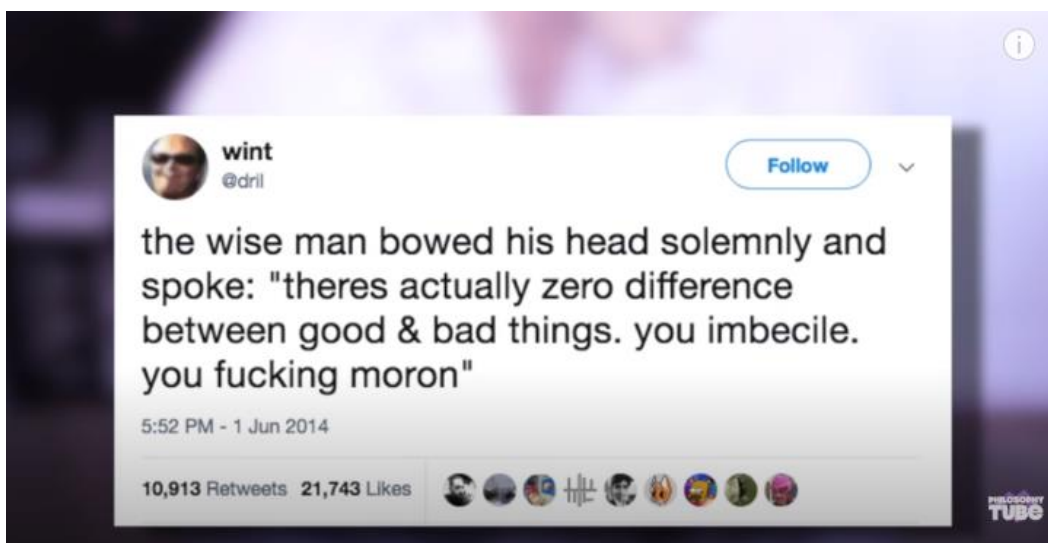 wint
@dril
Follow
the wise man bowed his head solemnly and
spoke: "theres actually zero difference
between good & bad things. you imbecile.
you fucking moron"
5:52 PM - 1 Jun 2014
10,913 Retweets 21,743 Likes
PHILOSOPHY
TUBE